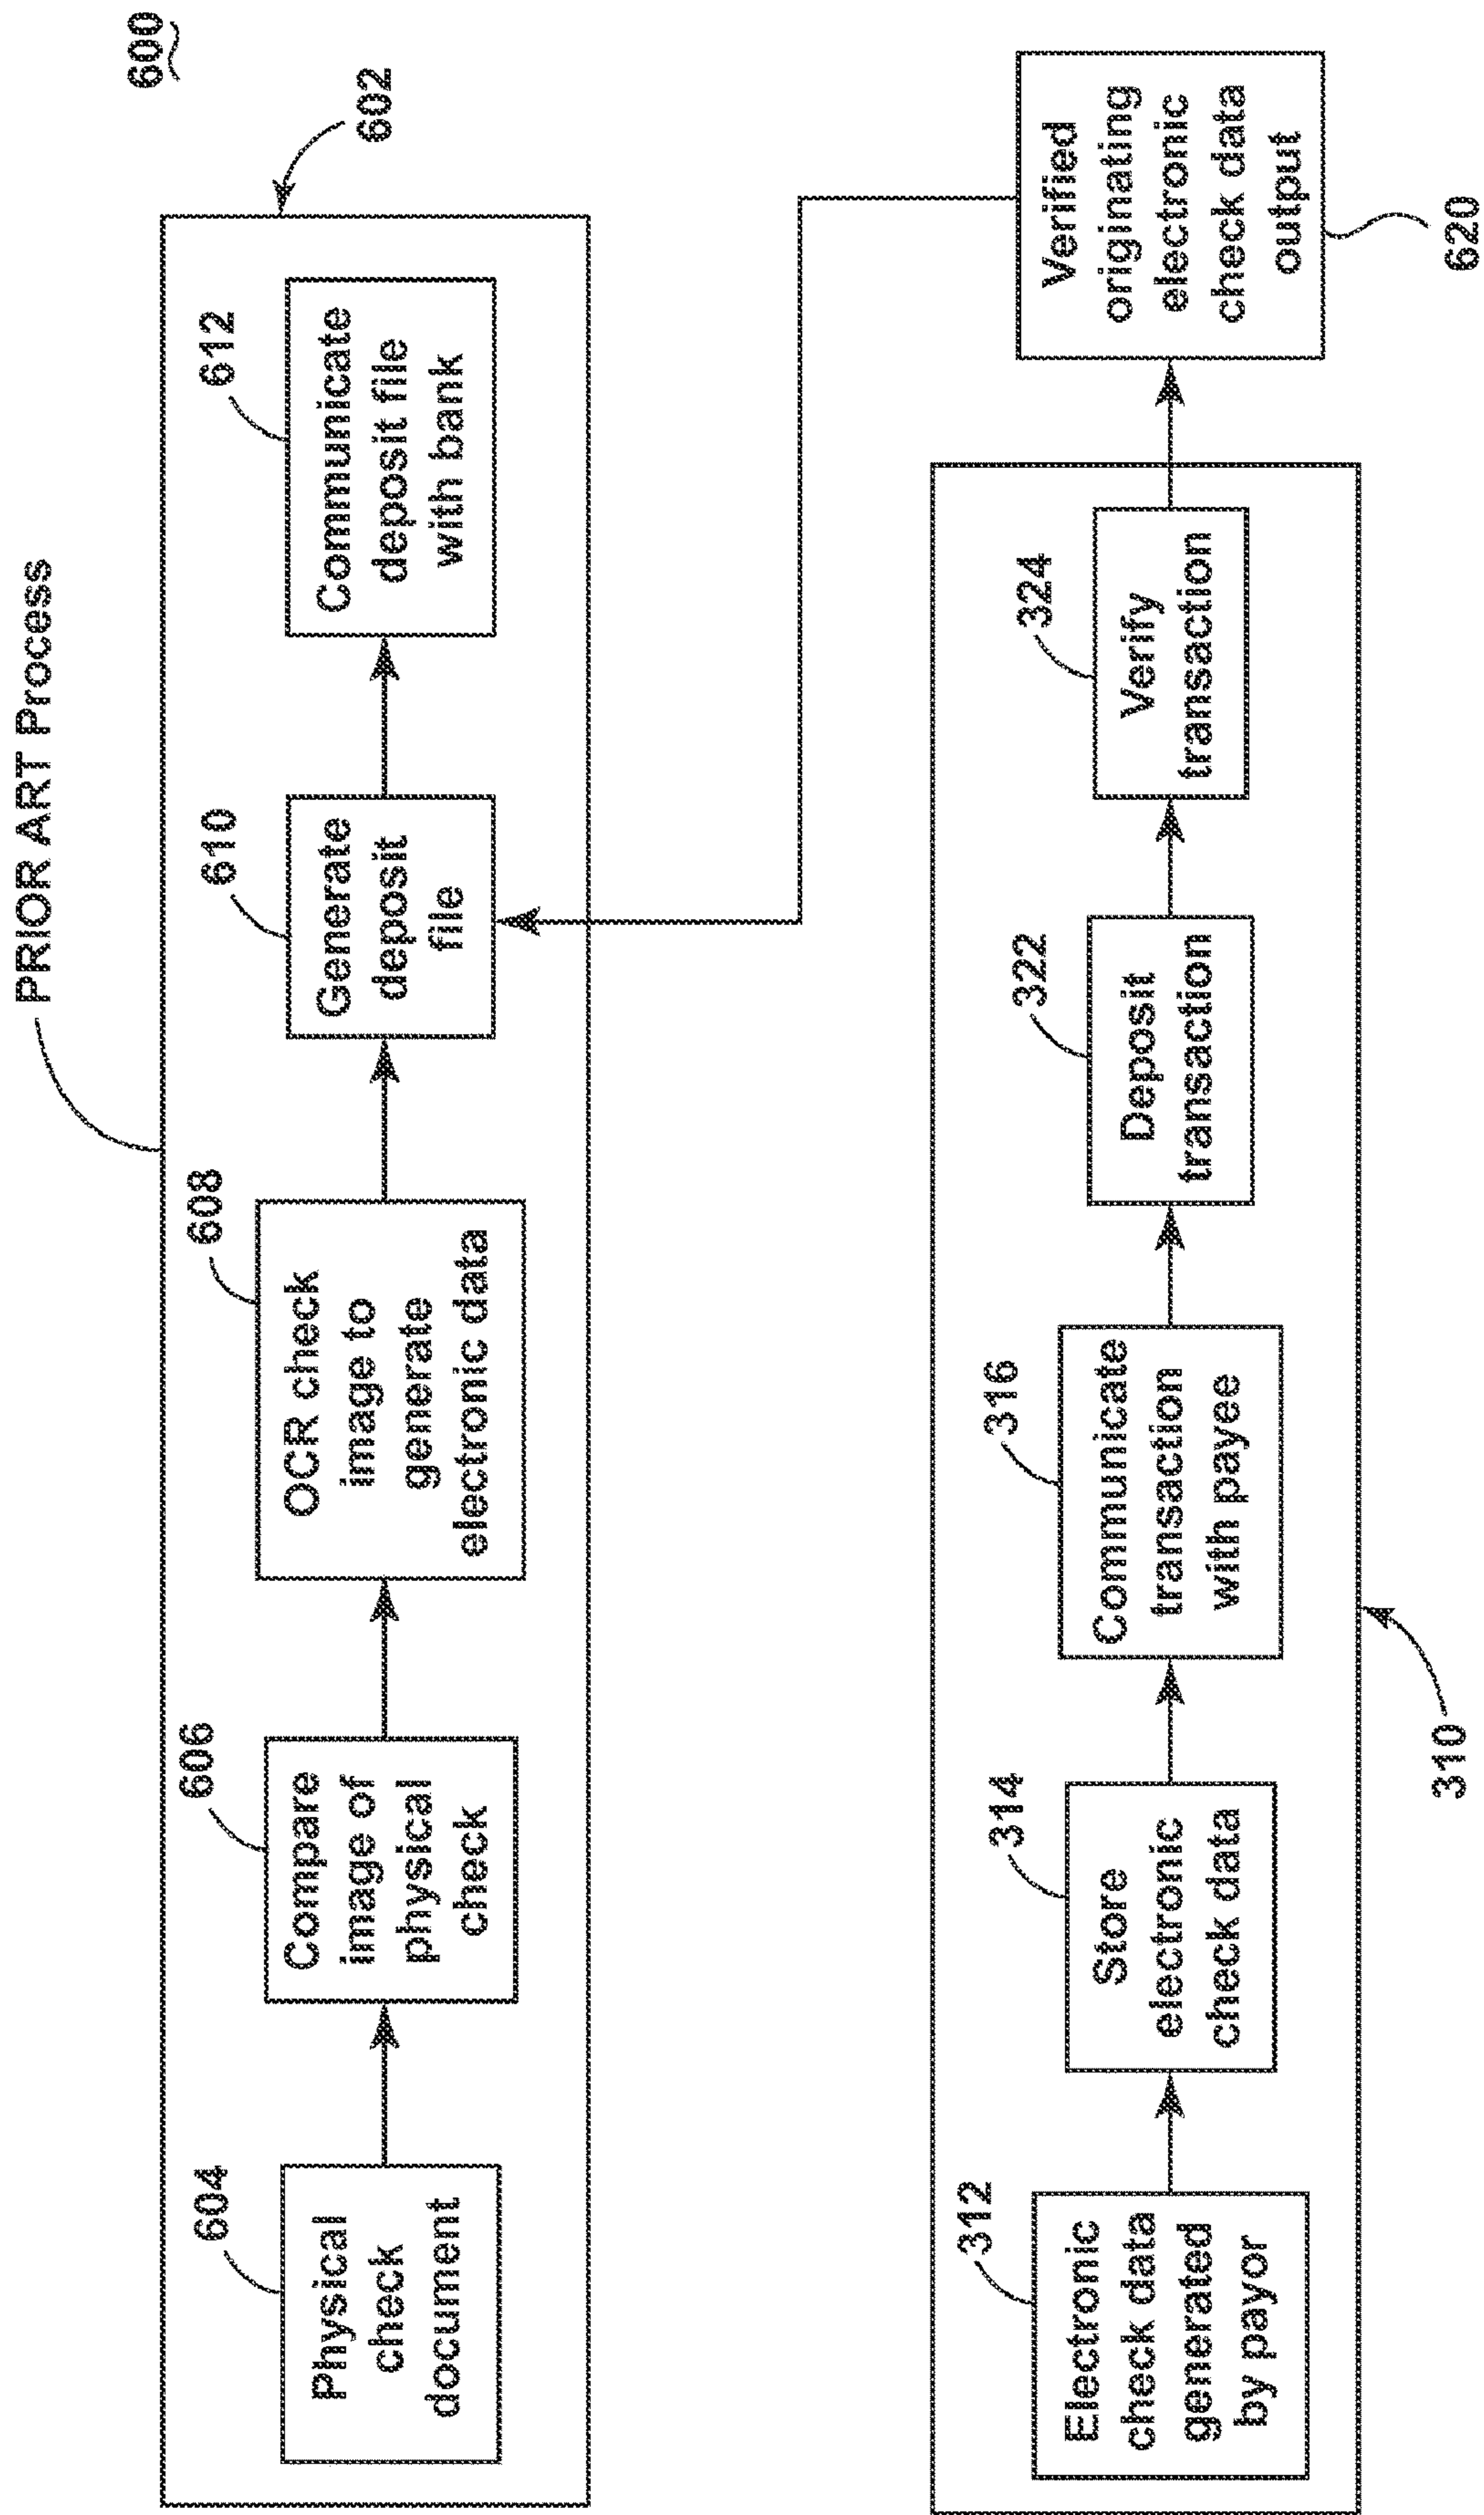 600
PRIOR ART Process
602
604
Physical
check
document
606
Compare
image of
physical
check
608
OCR check
image to
generate
electronic data
610
Generate
deposit
file
612
Communicate
deposit file
with bank
312
Electronic
check data
generated
by payor
314
Store
electronic
check data
316
Communicate
transaction
with payee
322
Deposit
transaction
324
Verify
transaction
Verified
originating
electronic
check data
output
620
310